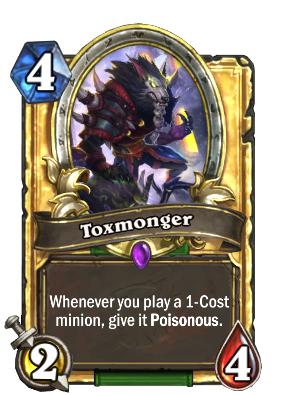 4
Toxmonger
Whenever you play a 1-Cost
minion, give it Poisonous.
2
4